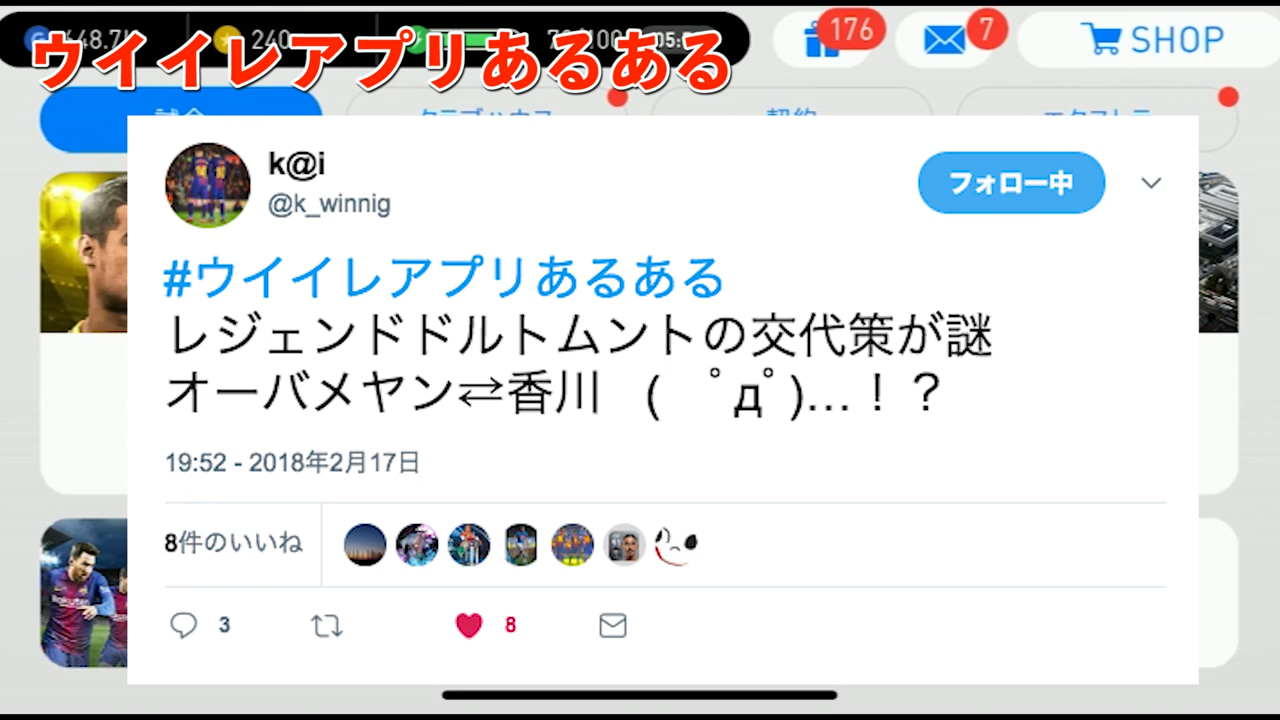 ウイイレアプリあるある
176
7
SHOP
k@i
@k_winnig
フォロー中
#ウイイレアプリあるある
レジェンドドルトムントの交代策が謎
オーバメヤン⇄香川 ( ﾟдﾟ)…！？
19:52 - 2018年2月17日
8件のいいね
3
8